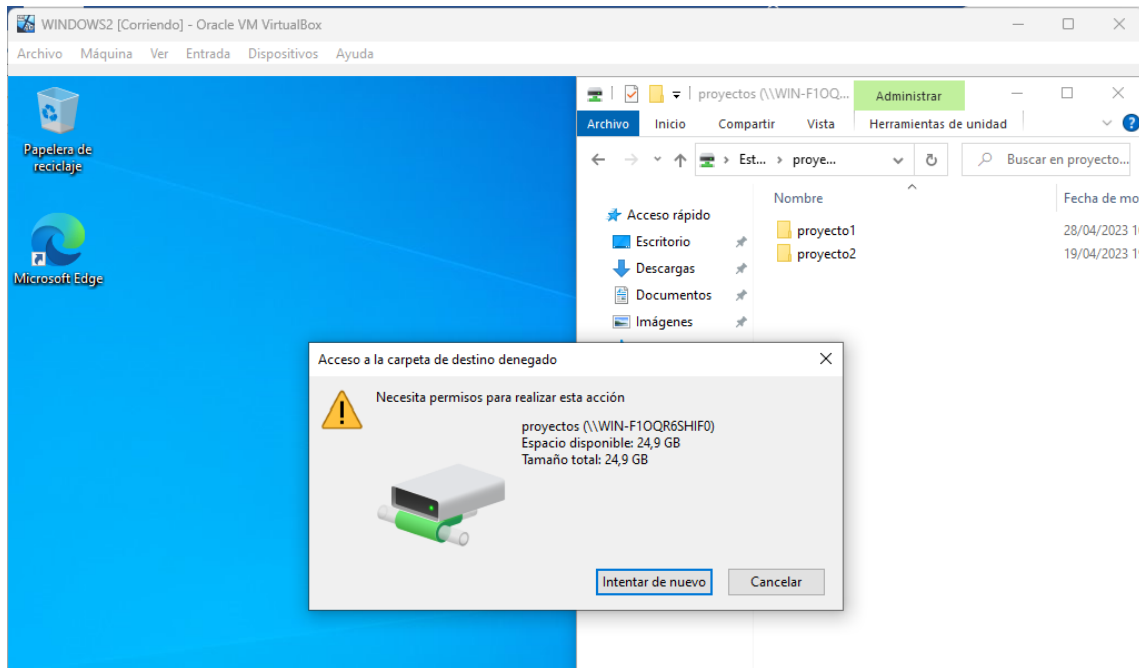 WINDOWS2 [Corriendo] - Oracle VM VirtualBox
Archivo Máquina Ver Entrada Dispositivos Ayuda
Papelera de
reciclaje
Microsoft Edge
proyectos (\\WIN-F1OQ... Administrar
Archivo Inicio Compartir Vista Herramientas de unidad
Est... › proye... Buscar en proyecto...
Nombre Fecha de mo
Acceso rápido
Escritorio
Descargas
Documentos
Imágenes
proyecto1 28/04/2023 1
proyecto2 19/04/2023 1
Acceso a la carpeta de destino denegado
Necesita permisos para realizar esta acción
proyectos (\\WIN-F1OQR6SHIF0)
Espacio disponible: 24,9 GB
Tamaño total: 24,9 GB
Intentar de nuevo Cancelar